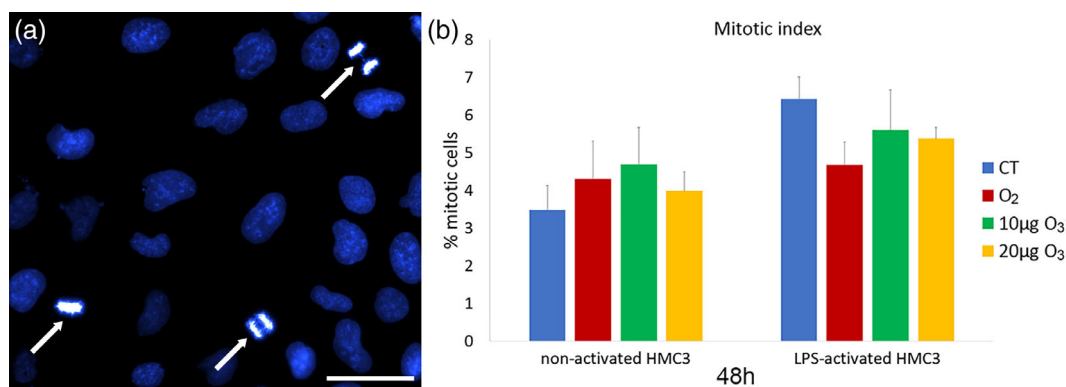 (a)
(b)
Mitotic index
% mitotic cells
8
7
6
5
4
3
2
1
0
non-activated HMC3
LPS-activated HMC3
48h
CT
O₂
10µg O₃
20µg O₃